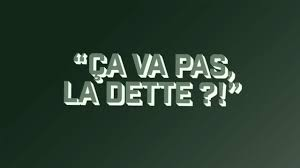 “ÇA VA PAS,
LA DETTE ?!”